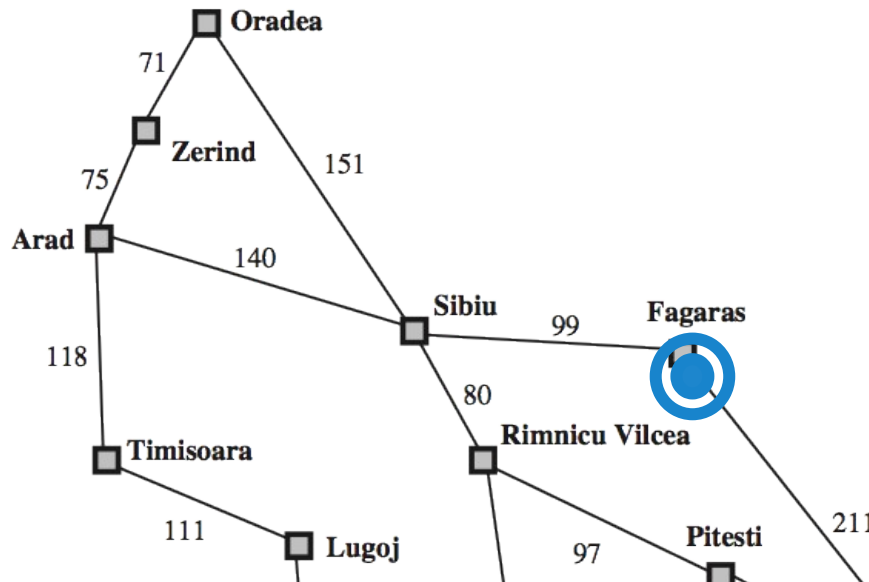 Oradea
71
Zerind
151
75
Arad
140
Sibiu
Fagaras
99
118
80
Rimnicu Vilcea
Timisoara
211
111
Lugoj
97
Pitesti